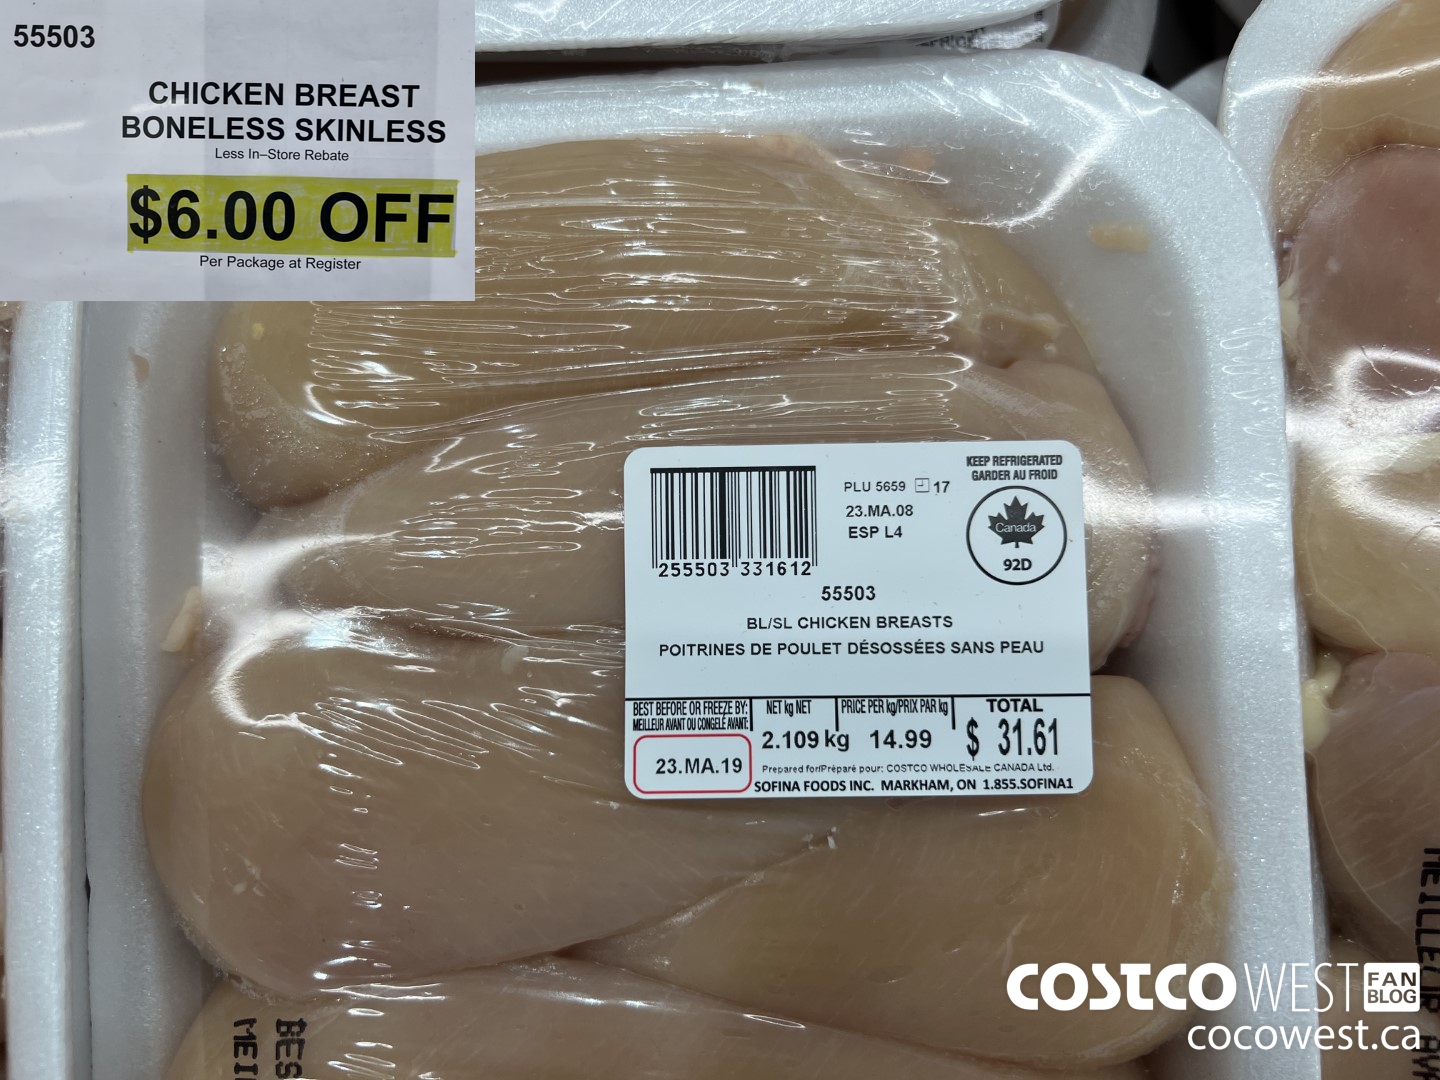 55503
CHICKEN BREAST
BONELESS SKINLESS
Less In–Store Rebate
$6.00 OFF
Per Package at Register
KEEP REFRIGERATED
GARDER AU FROID
PLU 5659 17
23.MA.08
ESP L4
Canada
92D
255503 331612
55503
BL/SL CHICKEN BREASTS
POITRINES DE POULET DÉSOSSÉES SANS PEAU
BEST BEFORE OR FREEZE BY:
MEILLEUR AVANT OU CONGELÉ AVANT:
23.MA.19
NET kg NET
2.109 kg
PRICE PER kg/PRIX PAR kg
14.99
TOTAL
$ 31.61
Prepared for/Préparé pour: COSTCO WHOLESALE CANADA Ltd.
SOFINA FOODS INC. MARKHAM, ON 1.855.SOFINA1
BES
MEI
COSTCO WEST FAN BLOG
cocowest.ca